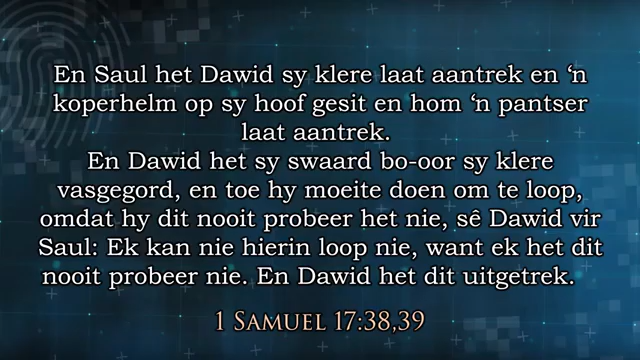 En Saul het Dawid sy klere laat aantrek en ‘n
koperhelm op sy hoof gesit en hom ‘n pantser
laat aantrek.
En Dawid het sy swaard bo-oor sy klere
vasgegord, en toe hy moeite doen om te loop,
omdat hy dit nooit probeer het nie, sê Dawid vir
Saul: Ek kan nie hierin loop nie, want ek het dit
nooit probeer nie. En Dawid het dit uitgetrek.
1 Samuel 17:38,39